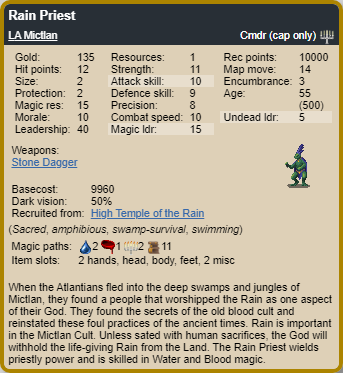 Rain Priest
LA Mictlan Cmdr (cap only)
Gold: 135 Resources: 1 Rec points: 10000
Hit points: 12 Strength: 11 Map move: 14
Size: 2 Attack skill: 10 Encumbrance: 3
Protection: 2 Defence skill: 9 Age: 55
Magic res: 15 Precision: 8 (500)
Morale: 10 Combat speed: 10 Undead ldr: 5
Leadership: 40 Magic ldr: 15
Weapons:
Stone Dagger
Basecost: 9960
Dark vision: 50%
Recruited from: High Temple of the Rain
(Sacred, amphibious, swamp-survival, swimming)
Magic paths: 2 1 2 11
Item slots: 2 hands, head, body, feet, 2 misc
When the Atlantians fled into the deep swamps and jungles of
Mictlan, they found a people that worshipped the Rain as one aspect
of their God. They found the secrets of the old blood cult and
reinstated these foul practices of the ancient times. Rain is important
in the Mictlan Cult. Unless sated with human sacrifices, the God will
withhold the life-giving Rain from the Land. The Rain Priest wields
priestly power and is skilled in Water and Blood magic.